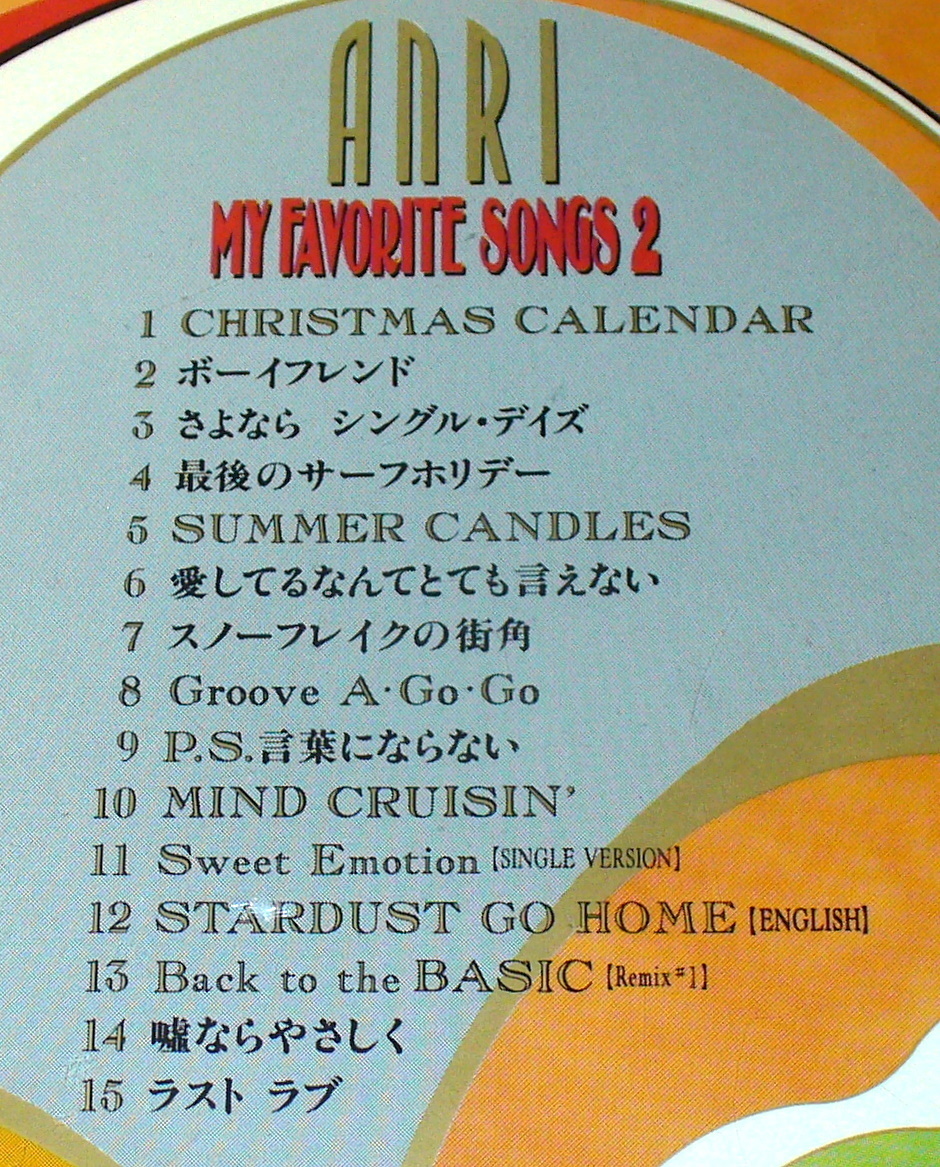 ANRI
MY FAVORITE SONGS 2
1 CHRISTMAS CALENDAR
2 ボーイフレンド
3 さよなら シングル・デイズ
4 最後のサーフホリデー
5 SUMMER CANDLES
6 愛してるなんてとても言えない
7 スノーフレイクの街角
8 Groove A・Go・Go
9 P.S.言葉にならない
10 MIND CRUISIN'
11 Sweet Emotion【SINGLE VERSION】
12 STARDUST GO HOME【ENGLISH】
13 Back to the BASIC【Remix#1】
14 嘘ならやさしく
15 ラスト ラブ